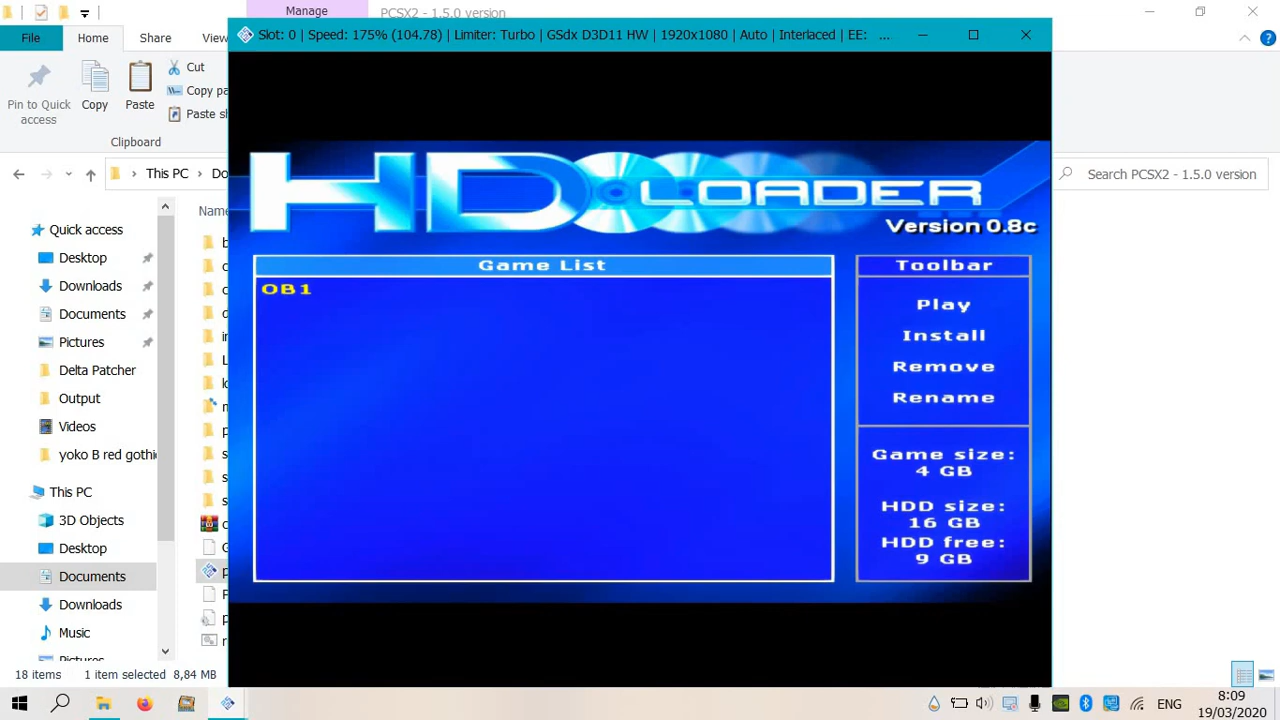 Manage
PCSX2 - 1.5.0 version
File
Home
Share
View
Slot: 0 | Speed: 175% (104.78) | Limiter: Turbo | GSdx D3D11 HW | 1920x1080 | Auto | Interlaced | EE: ...
Pin to Quick access
Copy
Paste
Cut
Copy pa
Paste sh
Clipboard
This PC
Do
Search PCSX2 - 1.5.0 version
Name
Quick access
Desktop
Downloads
Documents
Pictures
Delta Patcher
Output
Videos
yoko B red gothi
This PC
3D Objects
Desktop
Documents
Downloads
Music
Pictures
HD LOADER
Version 0.8c
Game List
OB1
Toolbar
Play
Install
Remove
Rename
Game size:
4 GB
HDD size:
16 GB
HDD free:
9 GB
18 items
1 item selected 8,84 MB
ENG
8:09
19/03/2020